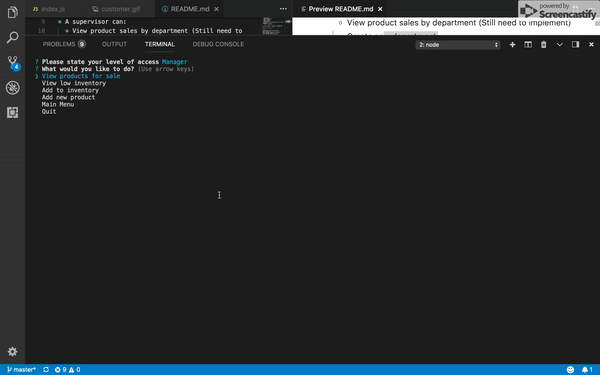 index.js
customer.gif
README.md
Preview README.md
powered by
Screencastify
9 * A supervisor can:
10 * View product sales by department (Still need to
View product sales by department (Still need to implement)
PROBLEMS 9 OUTPUT TERMINAL DEBUG CONSOLE
2: node
? Please state your level of access Manager
? What would you like to do? (Use arrow keys)
❯ View products for sale
View low inventory
Add to inventory
Add new product
Main Menu
Quit
4
master*
9 0
1